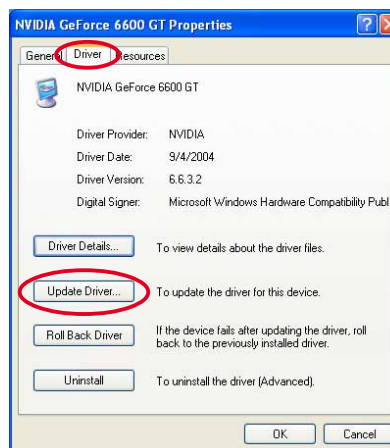 NVIDIA GeForce 6600 GT Properties
General Driver Resources
NVIDIA GeForce 6600 GT
Driver Provider: NVIDIA
Driver Date: 9/4/2004
Driver Version: 6.6.3.2
Digital Signer: Microsoft Windows Hardware Compatibility Publ
Driver Details... To view details about the driver files.
Update Driver... To update the driver for this device.
Roll Back Driver If the device fails after updating the driver, roll
back to the previously installed driver.
Uninstall To uninstall the driver (Advanced).
OK Cancel